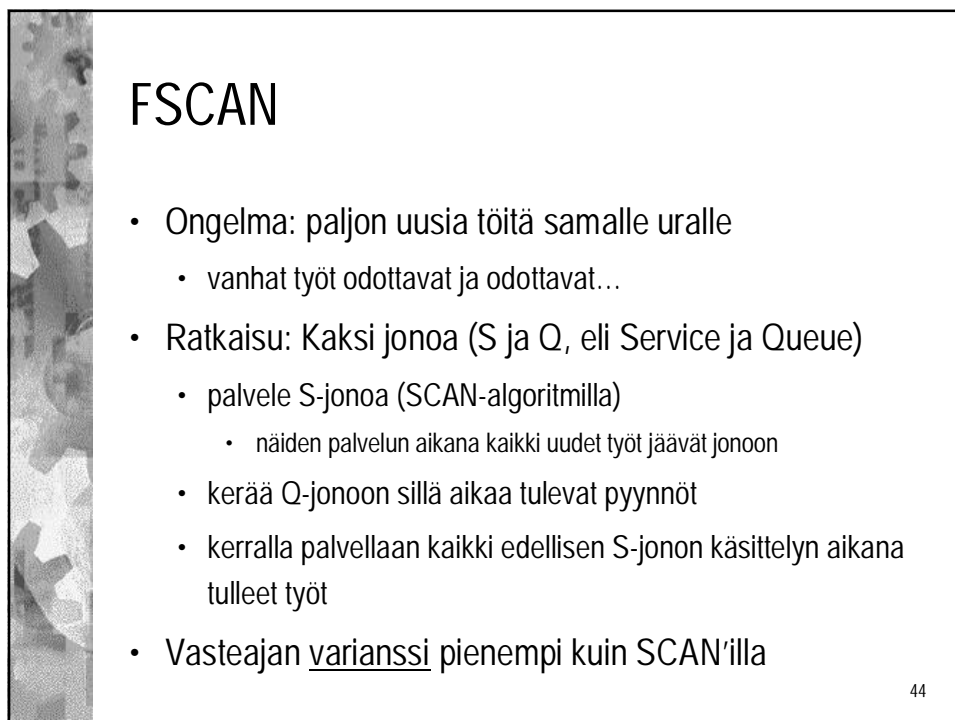 FSCAN
• Ongelma: paljon uusia töitä samalle uralle
• vanhat työt odottavat ja odottavat…
• Ratkaisu: Kaksi jonoa (S ja Q, eli Service ja Queue)
• palvele S-jonoa (SCAN-algoritmilla)
• näiden palvelun aikana kaikki uudet työt jäävät jonoon
• kerää Q-jonoon sillä aikaa tulevat pyynnöt
• kerralla palvellaan kaikki edellisen S-jonon käsittelyn aikana
tulleet työt
• Vasteajan varianssi pienempi kuin SCAN'illa
44